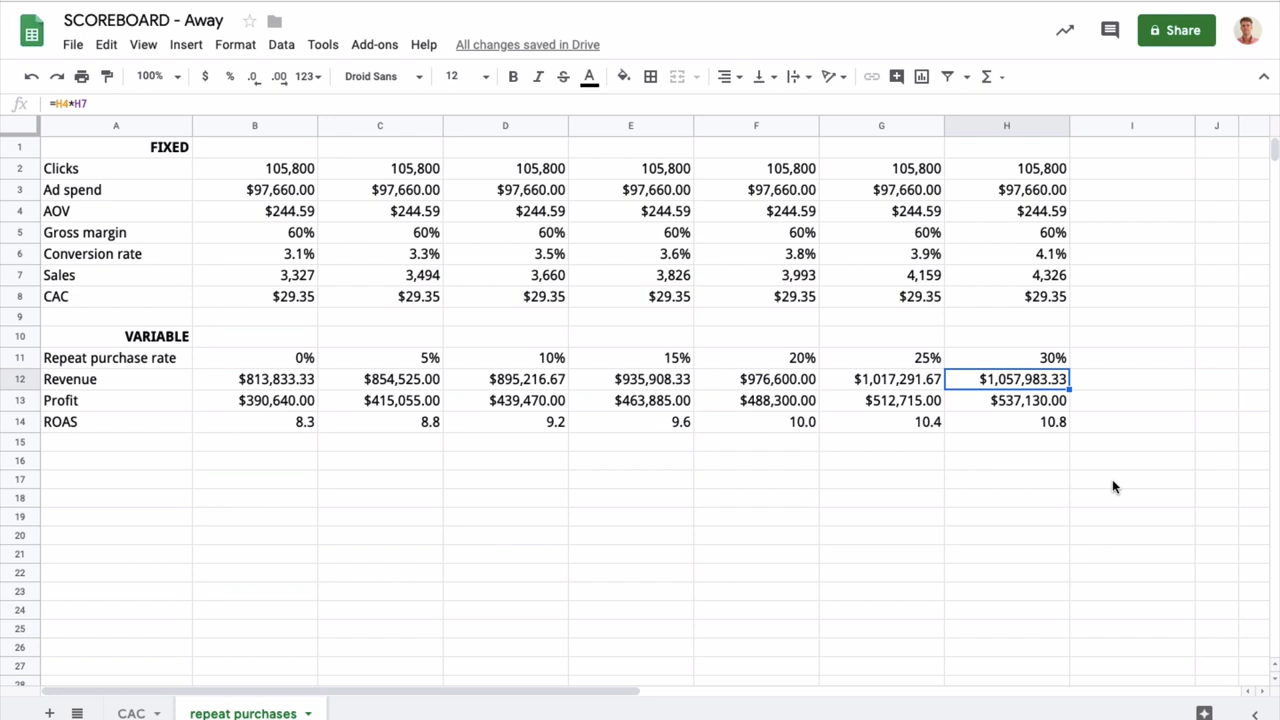 SCOREBOARD - Away
File Edit View Insert Format Data Tools Add-ons Help All changes saved in Drive
Share
100% $ % .0 .00 123 Droid Sans 12 B I S A Σ
fx =H4*H7
A B C D E F G H I J
1 FIXED
2 Clicks 105,800 105,800 105,800 105,800 105,800 105,800 105,800
3 Ad spend $97,660.00 $97,660.00 $97,660.00 $97,660.00 $97,660.00 $97,660.00 $97,660.00
4 AOV $244.59 $244.59 $244.59 $244.59 $244.59 $244.59 $244.59
5 Gross margin 60% 60% 60% 60% 60% 60% 60%
6 Conversion rate 3.1% 3.3% 3.5% 3.6% 3.8% 3.9% 4.1%
7 Sales 3,327 3,494 3,660 3,826 3,993 4,159 4,326
8 CAC $29.35 $29.35 $29.35 $29.35 $29.35 $29.35 $29.35
9
10 VARIABLE
11 Repeat purchase rate 0% 5% 10% 15% 20% 25% 30%
12 Revenue $813,833.33 $854,525.00 $895,216.67 $935,908.33 $976,600.00 $1,017,291.67 $1,057,983.33
13 Profit $390,640.00 $415,055.00 $439,470.00 $463,885.00 $488,300.00 $512,715.00 $537,130.00
14 ROAS 8.3 8.8 9.2 9.6 10.0 10.4 10.8
15
16
17
18
19
20
21
22
23
24
25
26
27
28
CAC repeat purchases